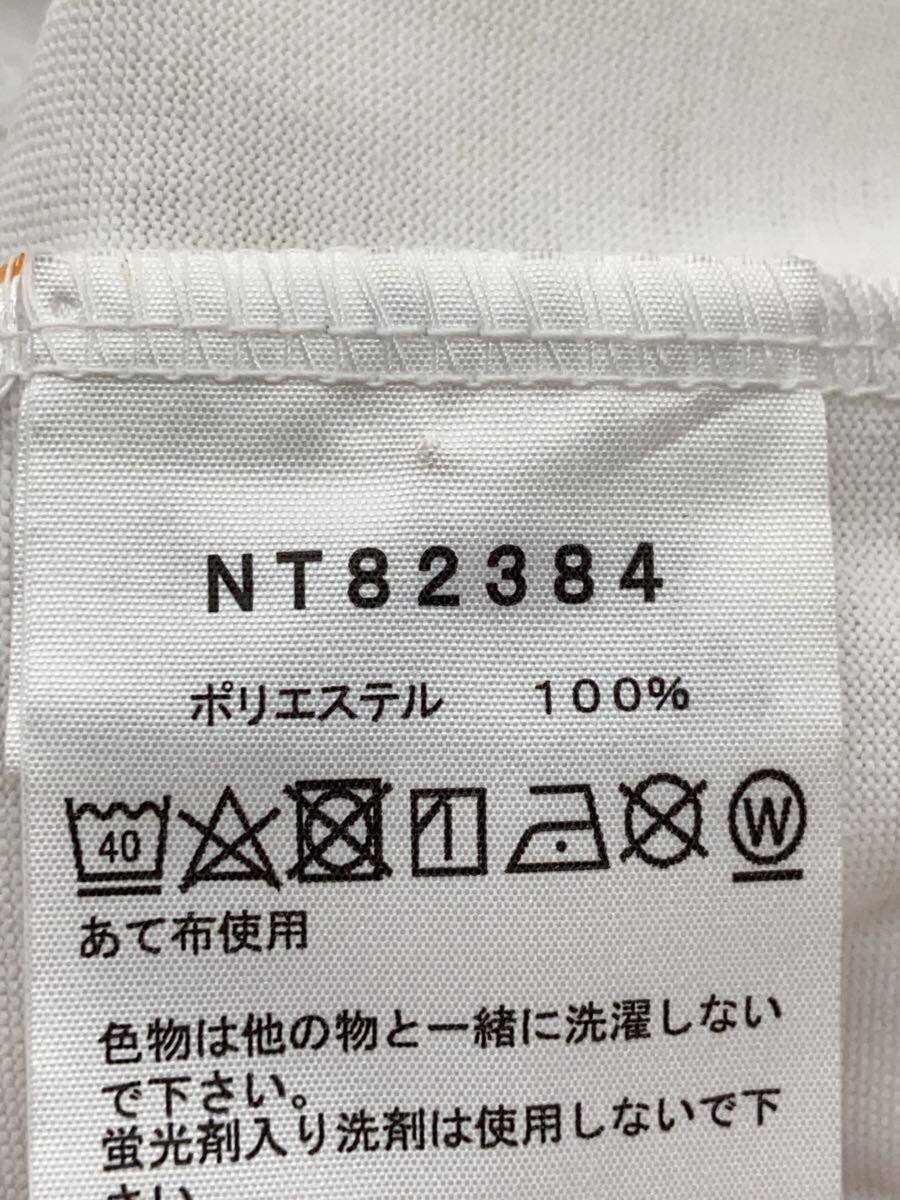 NT82384
ポリエステル 100%
40
W
あて布使用
色物は他の物と一緒に洗濯しない
で下さい。
蛍光剤入り洗剤は使用しないで下
さい